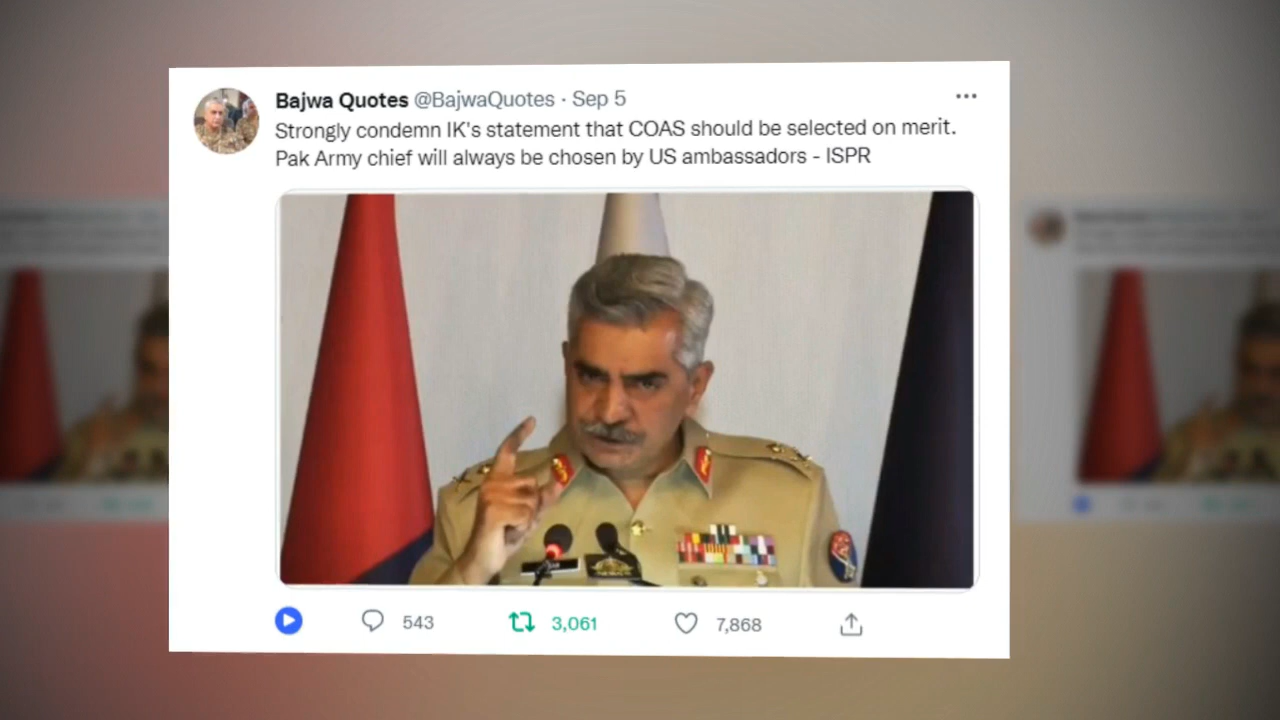 Bajwa Quotes @BajwaQuotes · Sep 5
Strongly condemn IK's statement that COAS should be selected on merit.
Pak Army chief will always be chosen by US ambassadors - ISPR
543 3,061 7,868